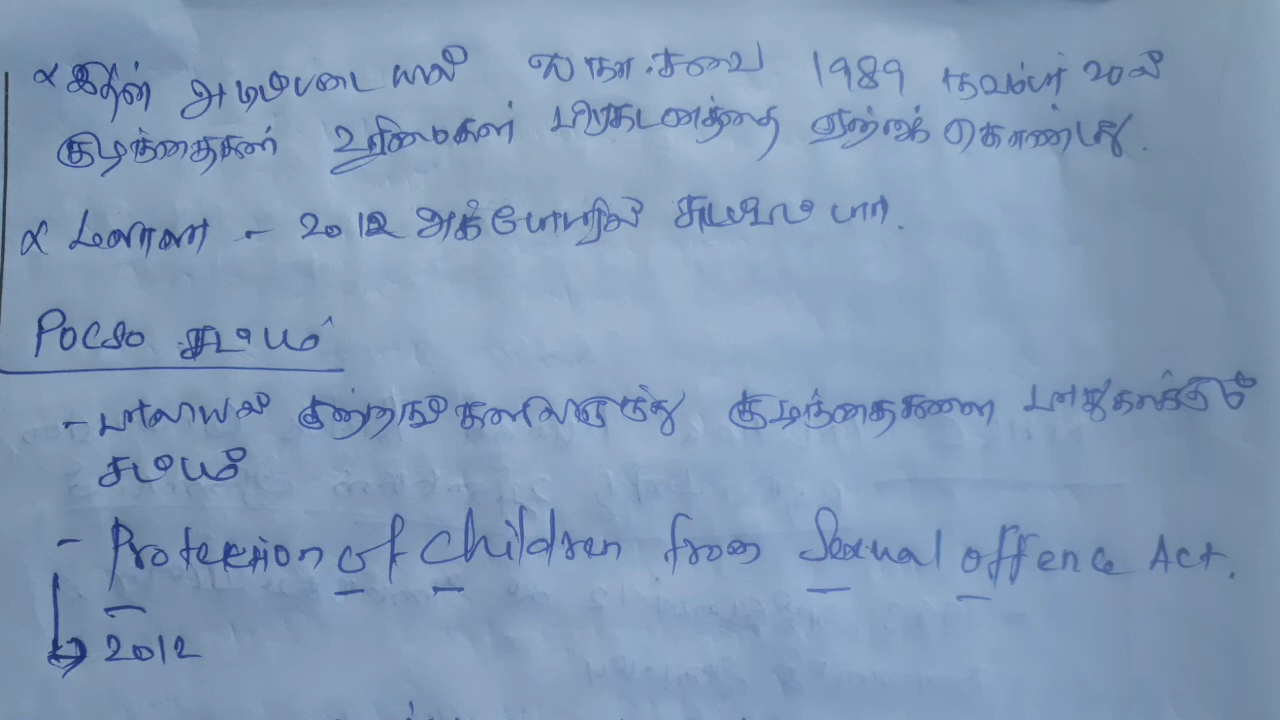 * இதன் அடிப்படையில் ஐ.நா.சபை 1989 நவம்பர் 20ல்
குழந்தைகள் உரிமைகள் பிரகடனத்தை ஏற்றுக் கொண்டது.
* மலாலா - 2012 அக்டோபரில் சுடப்பட்டார்.
POCSO சட்டம்
- பாலியல் குற்றங்களிலிருந்து குழந்தைகளை பாதுகாக்கும்
சட்டம்
- Protection of Children from Sexual offence Act.
↳ 2012